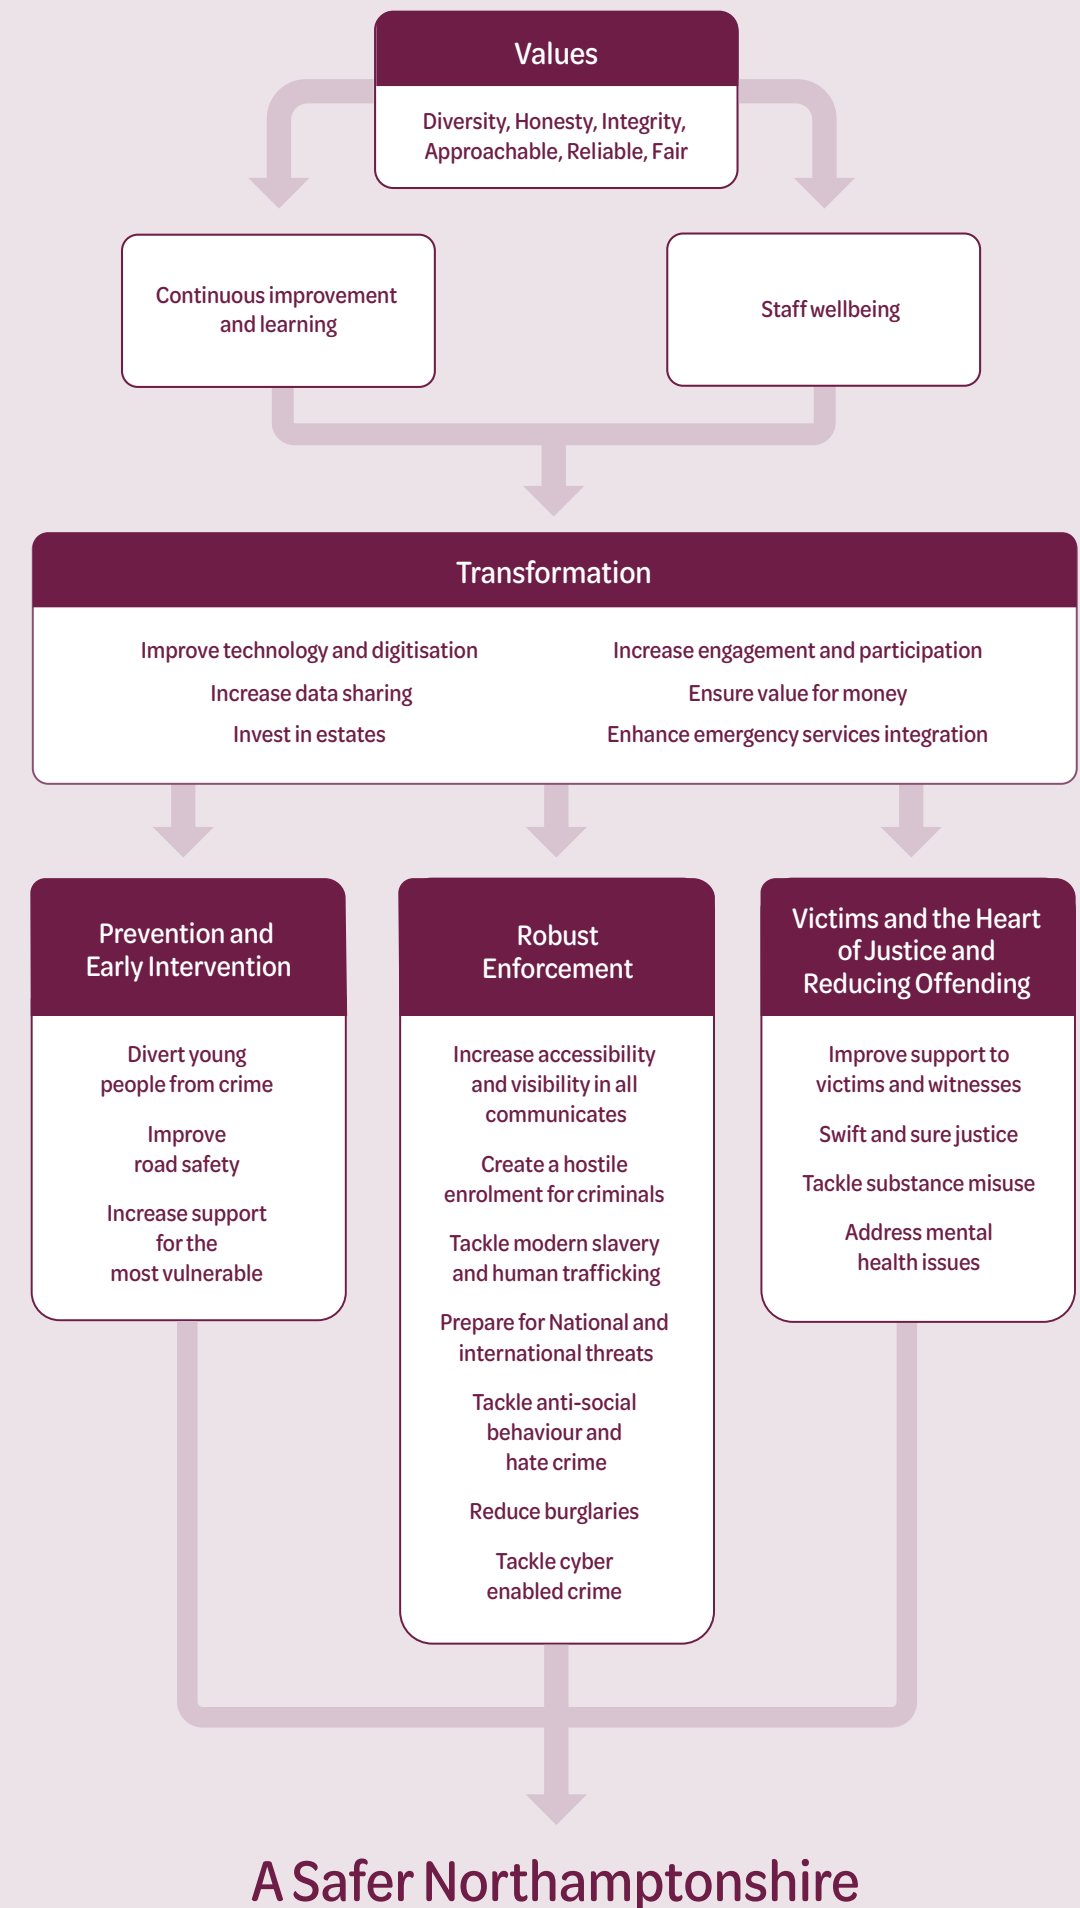 Values
Diversity, Honesty, Integrity,
Approachable, Reliable, Fair
Continuous improvement
and learning
Staff wellbeing
Transformation
Improve technology and digitisation
Increase data sharing
Invest in estates
Increase engagement and participation
Ensure value for money
Enhance emergency services integration
Prevention and
Early Intervention
Divert young
people from crime
Improve
road safety
Increase support
for the
most vulnerable
Robust
Enforcement
Increase accessibility
and visibility in all
communicates
Create a hostile
enrolment for criminals
Tackle modern slavery
and human trafficking
Prepare for National and
international threats
Tackle anti-social
behaviour and
hate crime
Reduce burglaries
Tackle cyber
enabled crime
Victims and the Heart
of Justice and
Reducing Offending
Improve support to
victims and witnesses
Swift and sure justice
Tackle substance misuse
Address mental
health issues
A Safer Northamptonshire